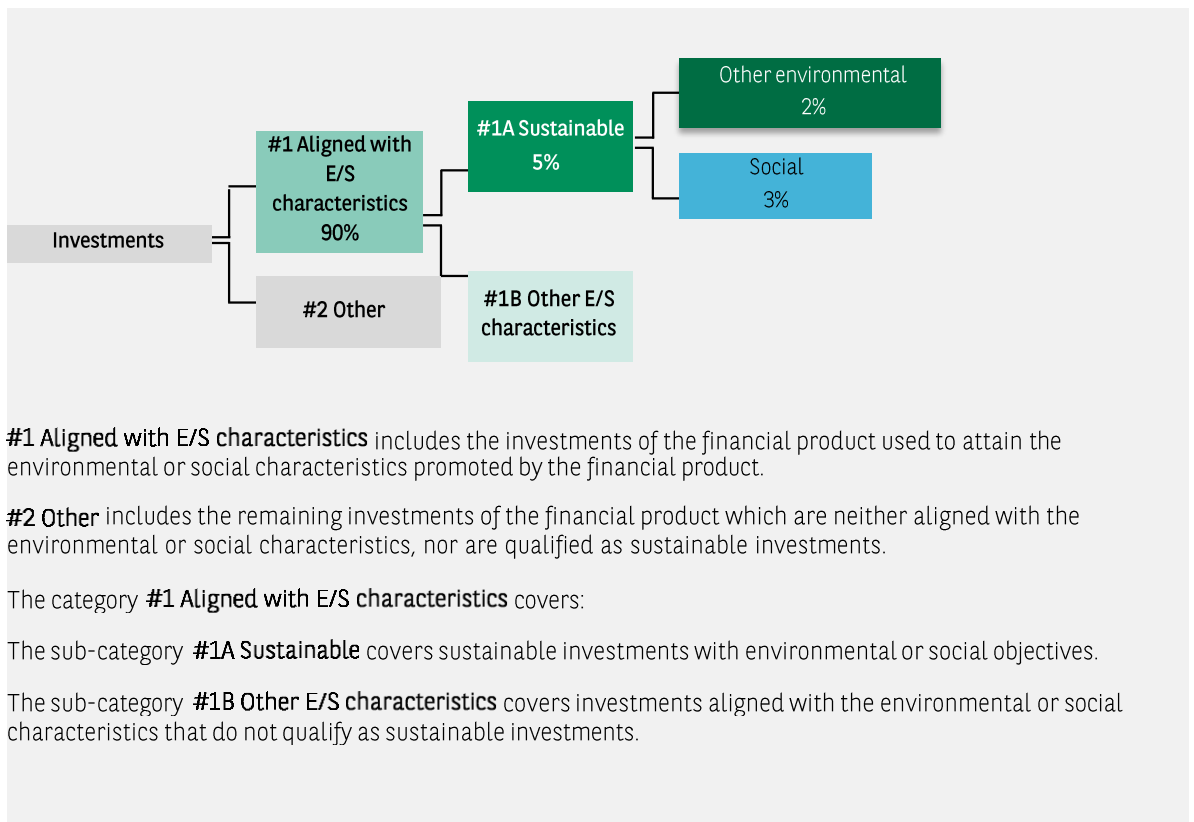 Other environmental
2%
#1A Sustainable
5%
Social
3%
#1 Aligned with
E/S
characteristics
90%
Investments
#2 Other
#1B Other E/S
characteristics
#1 Aligned with E/S characteristics includes the investments of the financial product used to attain the
environmental or social characteristics promoted by the financial product.
#2 Other includes the remaining investments of the financial product which are neither aligned with the
environmental or social characteristics, nor are qualified as sustainable investments.
The category #1 Aligned with E/S characteristics covers:
The sub-category #1A Sustainable covers sustainable investments with environmental or social objectives.
The sub-category #1B Other E/S characteristics covers investments aligned with the environmental or social
characteristics that do not qualify as sustainable investments.